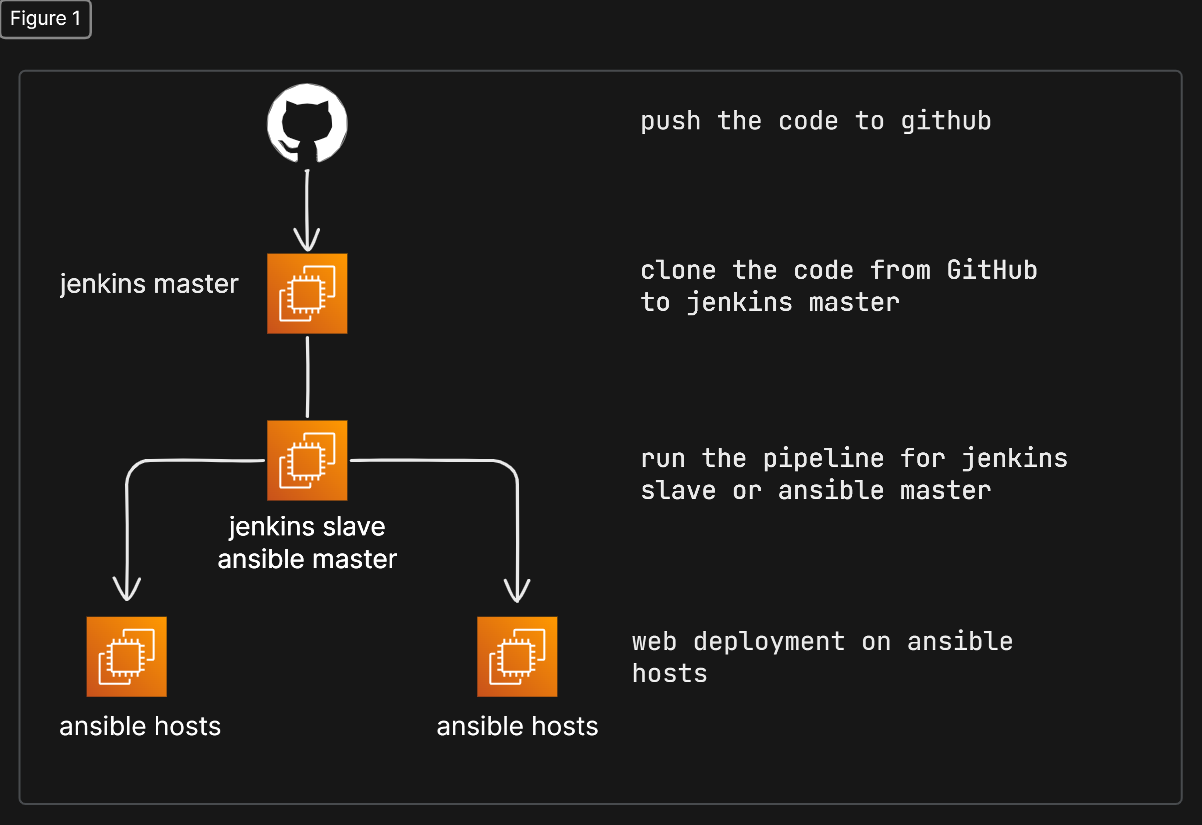 Figure 1
push the code to github
jenkins master
clone the code from GitHub
to jenkins master
run the pipeline for jenkins
slave or ansible master
jenkins slave
ansible master
web deployment on ansible
hosts
ansible hosts
ansible hosts